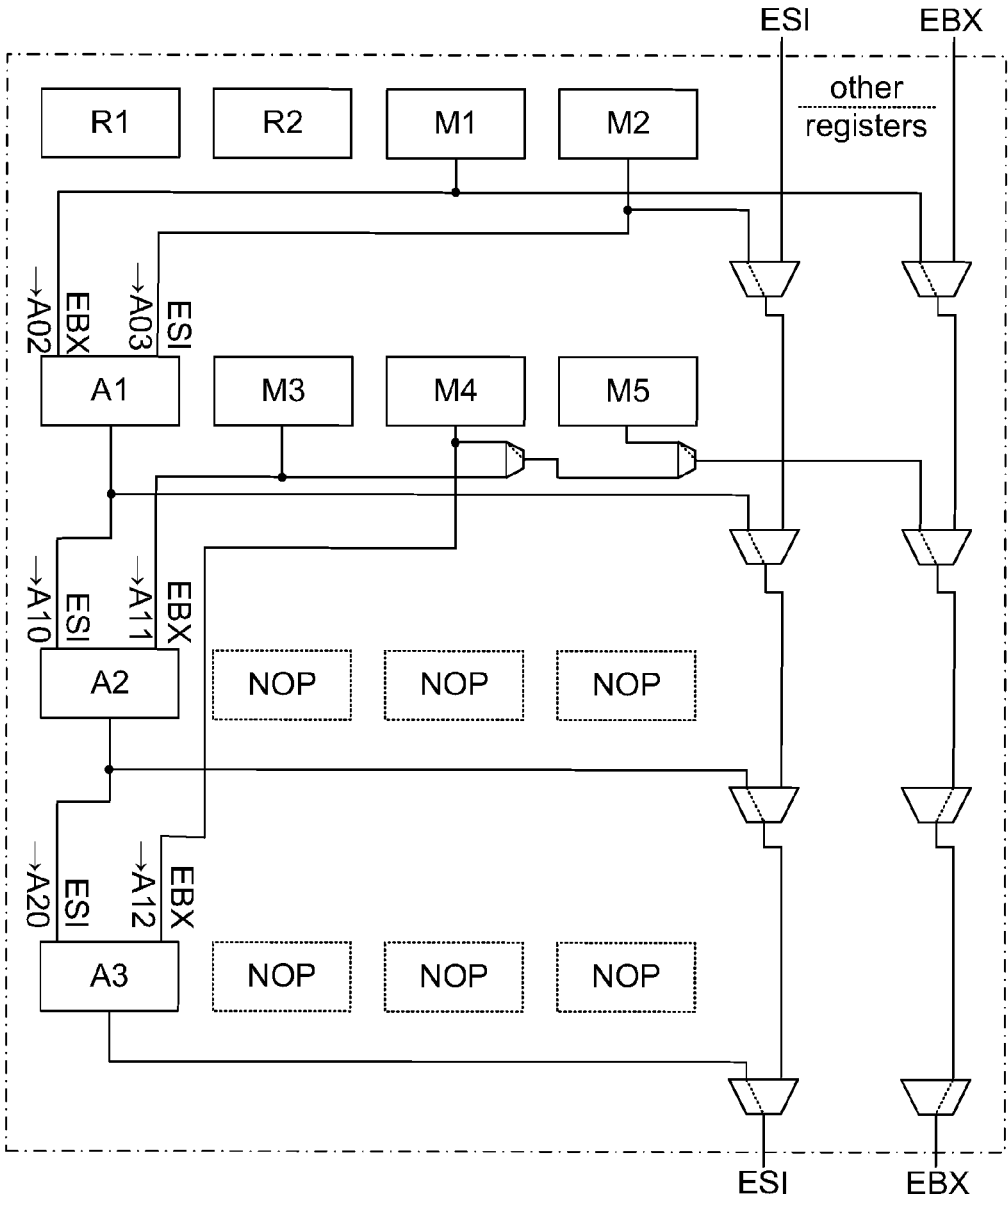 ESI EBX
R1 R2 M1 M2 other
registers
→A02 EBX →A03 ESI
A1 M3 M4 M5
→A10 ESI →A11 EBX
A2 NOP NOP NOP
→A20 ESI →A12 EBX
A3 NOP NOP NOP
ESI EBX